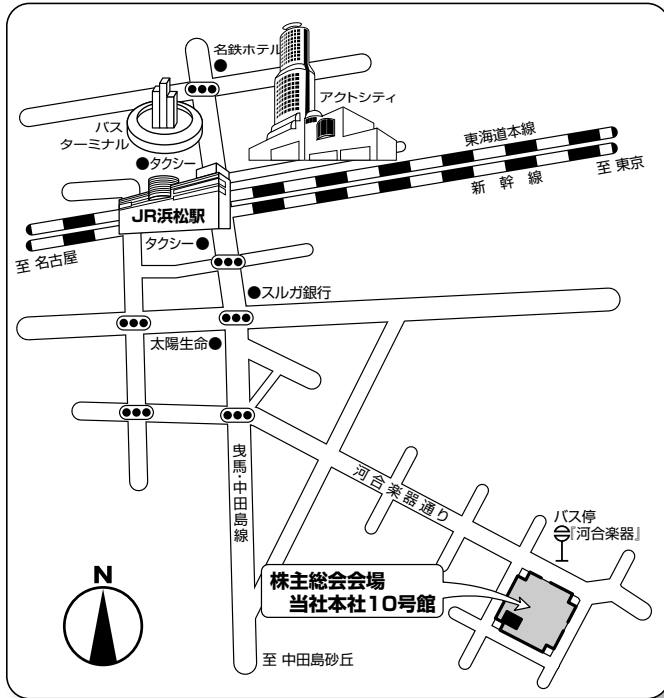 名鉄ホテル
アクトシティ
バス
ターミナル
タクシー
東海道本線
新幹線
至 東京
JR浜松駅
至 名古屋
タクシー
スルガ銀行
太陽生命
曳馬・中田島線
河合楽器通り
バス停
『河合楽器』
株主総会会場
当社本社10号館
N
至 中田島砂丘